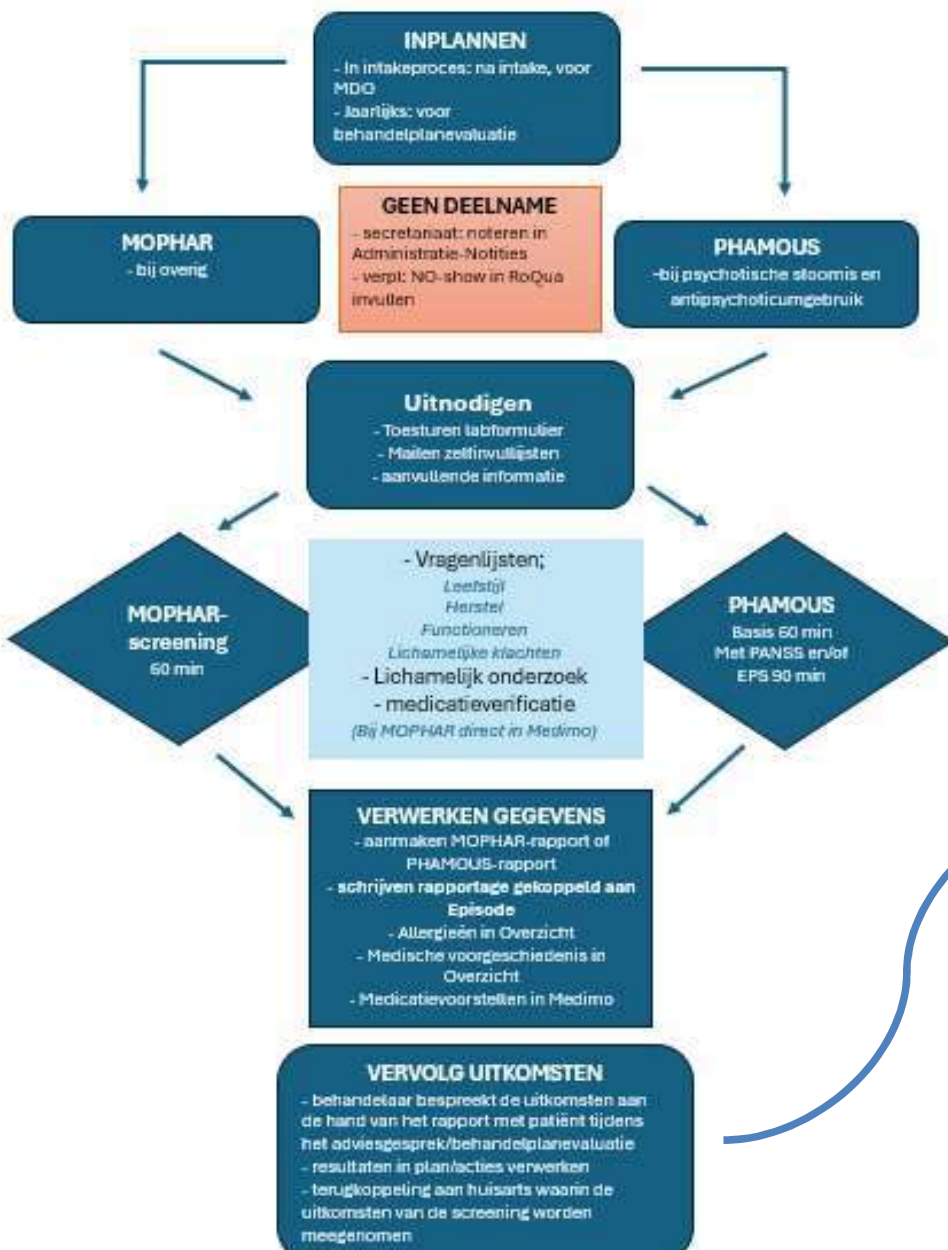 INPLANNEN
- In intakeproces: na intake, voor
MDO
- Jaarlijks: voor
behandelplanevaluatie
GEEN DEELNAME
- secretariaat: noteren in
Administratie-Notities
- verpl: NO-show in RoQua
invullen
MOPHAR
- bij overig
PHAMOUS
-bij psychotische stoornis en
antipsychoticumgebruik
Uitnodigen
- Toesturen labformulier
- Mailen zelfinvullijsten
- aanvullende informatie
MOPHAR-
screening
60 min
- Vragenlijsten;
Leefstijl
Herstel
Functioneren
Lichamelijke klachten
- Lichamelijk onderzoek
- medicatieverificatie
(Bij MOPHAR direct in Medimo)
PHAMOUS
Basis 60 min
Met PANSS en/of
EPS 90 min
VERWERKEN GEGEVENS
- aanmaken MOPHAR-rapport of
PHAMOUS-rapport
- schrijven rapportage gekoppeld aan
Episode
- Allergieën in Overzicht
- Medische voorgeschiedenis in
Overzicht
- Medicatievoorstellen in Medimo
VERVOLG UITKOMSTEN
- behandelaar bespreekt de uitkomsten aan
de hand van het rapport met patiënt tijdens
het adviesgesprek/behandelplanevaluatie
- resultaten in plan/acties verwerken
- terugkoppeling aan huisarts waarin de
uitkomsten van de screening worden
meegenomen